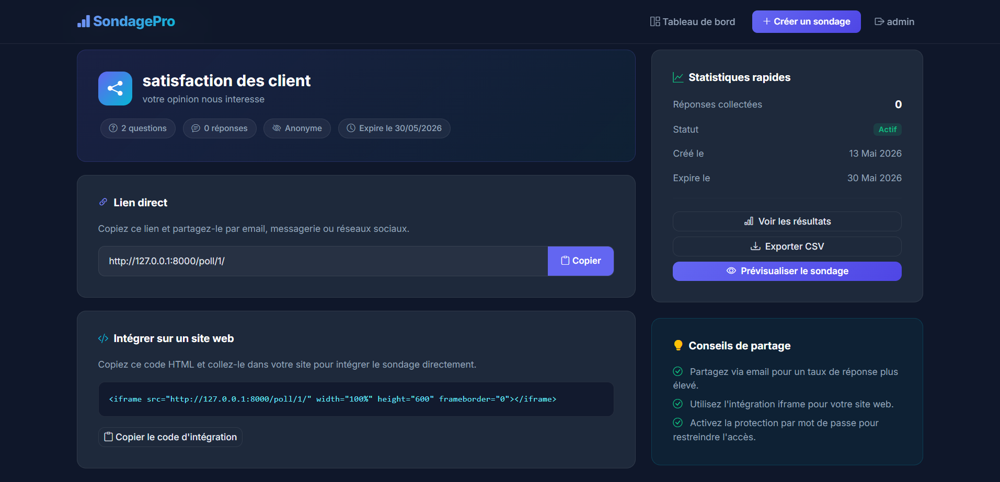 SondagePro
Tableau de bord
+ Créer un sondage
admin
satisfaction des client
votre opinion nous interesse
2 questions
0 réponses
Anonyme
Expire le 30/05/2026
Lien direct
Copiez ce lien et partagez-le par email, messagerie ou réseaux sociaux.
http://127.0.0.1:8000/poll/1/
Copier
</> Intégrer sur un site web
Copiez ce code HTML et collez-le dans votre site pour intégrer le sondage directement.
<iframe src="http://127.0.0.1:8000/poll/1/" width="100%" height="600" frameborder="0"></iframe>
Copier le code d'intégration
Statistiques rapides
Réponses collectées 0
Statut Actif
Créé le 13 Mai 2026
Expire le 30 Mai 2026
Voir les résultats
Exporter CSV
Prévisualiser le sondage
Conseils de partage
Partagez via email pour un taux de réponse plus
élevé.
Utilisez l'intégration iframe pour votre site web.
Activez la protection par mot de passe pour
restreindre l'accès.